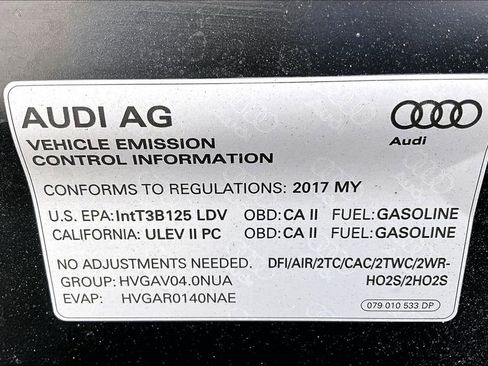 AUDI AG
Audi
VEHICLE EMISSION
CONTROL INFORMATION
CONFORMS TO REGULATIONS: 2017 MY
U.S. EPA: IntT3B125 LDV OBD: CA II FUEL: GASOLINE
CALIFORNIA: ULEV II PC OBD: CA II FUEL: GASOLINE
NO ADJUSTMENTS NEEDED. DFI/AIR/2TC/CAC/2TWC/2WR-
GROUP: HVGAV04.0NUA HO2S/2HO2S
EVAP: HVGAR0140NAE
079 010 533 DP